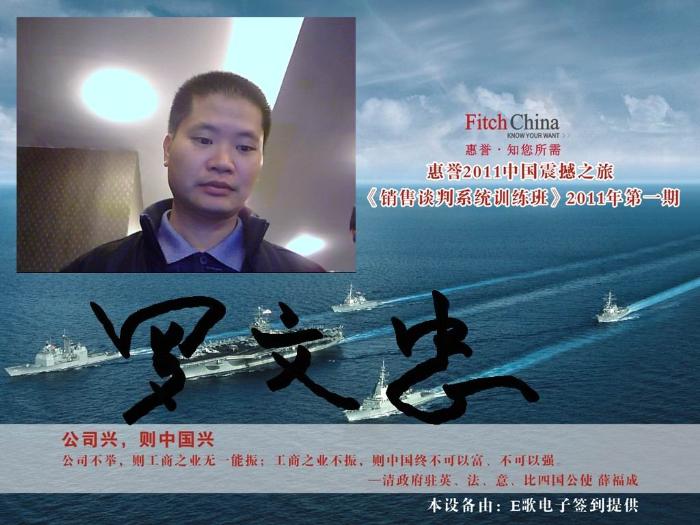 Fitch China
KNOW YOUR WANT >>
惠誉·知您所需
惠誉2011中国震撼之旅
《销售谈判系统训练班》2011年第一期
罗文忠
公司兴，则中国兴
公司不举，则工商之业无一能振；工商之业不振，则中国终不可以富、不可以强。
—清政府驻英、法、意、比四国公使 薛福成
本设备由：E歌电子签到提供